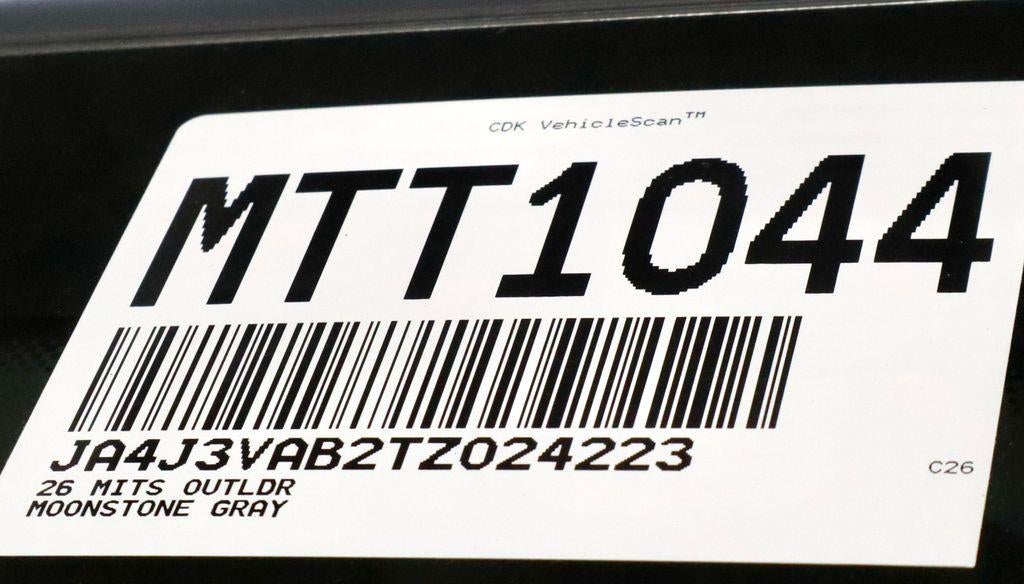 CDK VehicleScan™
MTT1044
JA4J3VAB2TZ024223
26 MITS OUTLDR
MOONSTONE GRAY
C26